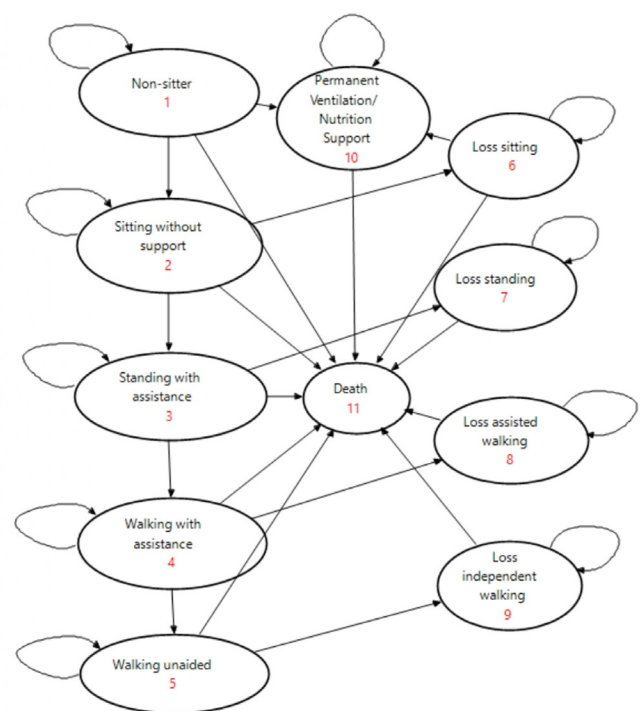 Non-sitter
1
Permanent
Ventilation/
Nutrition
Support
10
Loss sitting
6
Sitting without
support
2
Loss standing
7
Standing with
assistance
3
Death
11
Loss assisted
walking
8
Walking with
assistance
4
Loss
independent
walking
9
Walking unaided
5